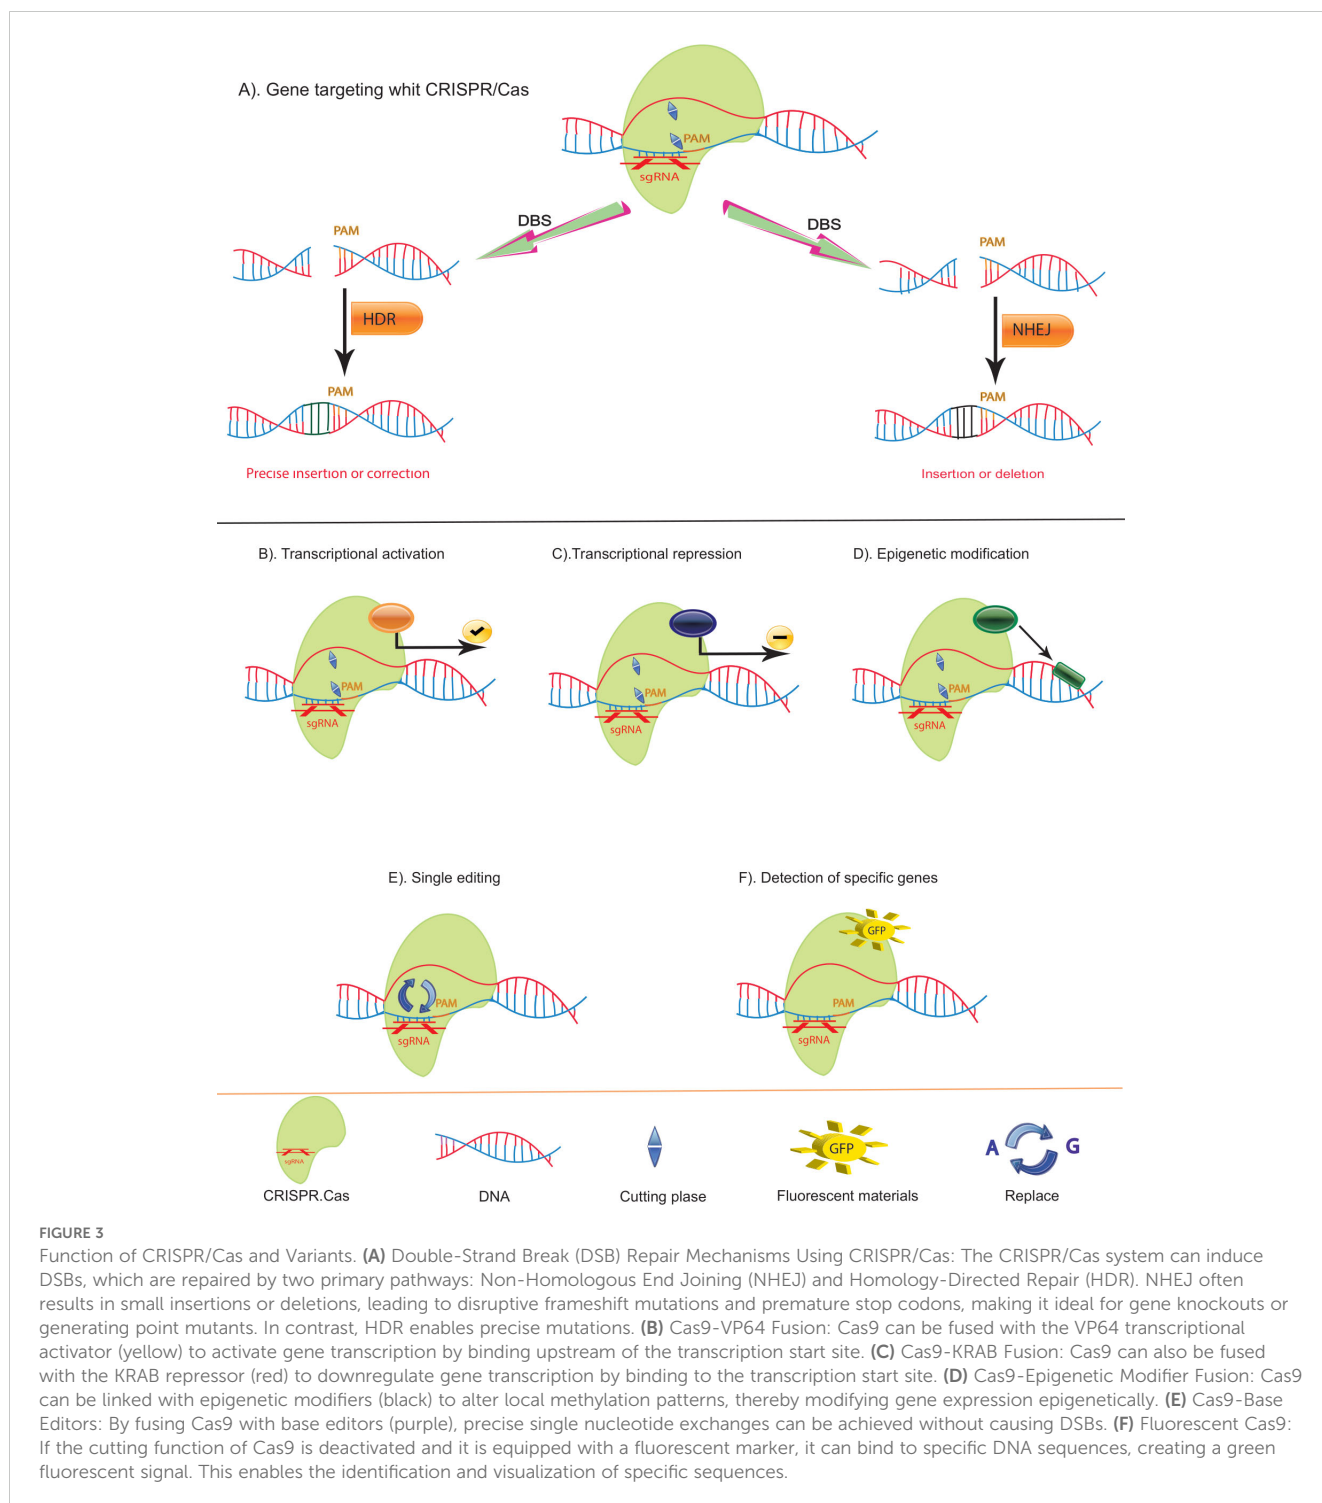 A). Gene targeting whit CRISPR/Cas
PAM
sgRNA
DBS
DBS
PAM
PAM
HDR
NHEJ
PAM
PAM
Precise insertion or correction
Insertion or deletion
B). Transcriptional activation
C).Transcriptional repression
D). Epigenetic modification
PAM
sgRNA
PAM
sgRNA
PAM
sgRNA
E). Single editing
F). Detection of specific genes
GFP
PAM
sgRNA
PAM
sgRNA
sgRNA
GFP
A
G
CRISPR.Cas
DNA
Cutting plase
Fluorescent materials
Replace
FIGURE 3
Function of CRISPR/Cas and Variants. (A) Double-Strand Break (DSB) Repair Mechanisms Using CRISPR/Cas: The CRISPR/Cas system can induce
DSBs, which are repaired by two primary pathways: Non-Homologous End Joining (NHEJ) and Homology-Directed Repair (HDR). NHEJ often
results in small insertions or deletions, leading to disruptive frameshift mutations and premature stop codons, making it ideal for gene knockouts or
generating point mutants. In contrast, HDR enables precise mutations. (B) Cas9-VP64 Fusion: Cas9 can be fused with the VP64 transcriptional
activator (yellow) to activate gene transcription by binding upstream of the transcription start site. (C) Cas9-KRAB Fusion: Cas9 can also be fused
with the KRAB repressor (red) to downregulate gene transcription by binding to the transcription start site. (D) Cas9-Epigenetic Modifier Fusion: Cas9
can be linked with epigenetic modifiers (black) to alter local methylation patterns, thereby modifying gene expression epigenetically. (E) Cas9-Base
Editors: By fusing Cas9 with base editors (purple), precise single nucleotide exchanges can be achieved without causing DSBs. (F) Fluorescent Cas9:
If the cutting function of Cas9 is deactivated and it is equipped with a fluorescent marker, it can bind to specific DNA sequences, creating a green
fluorescent signal. This enables the identification and visualization of specific sequences.